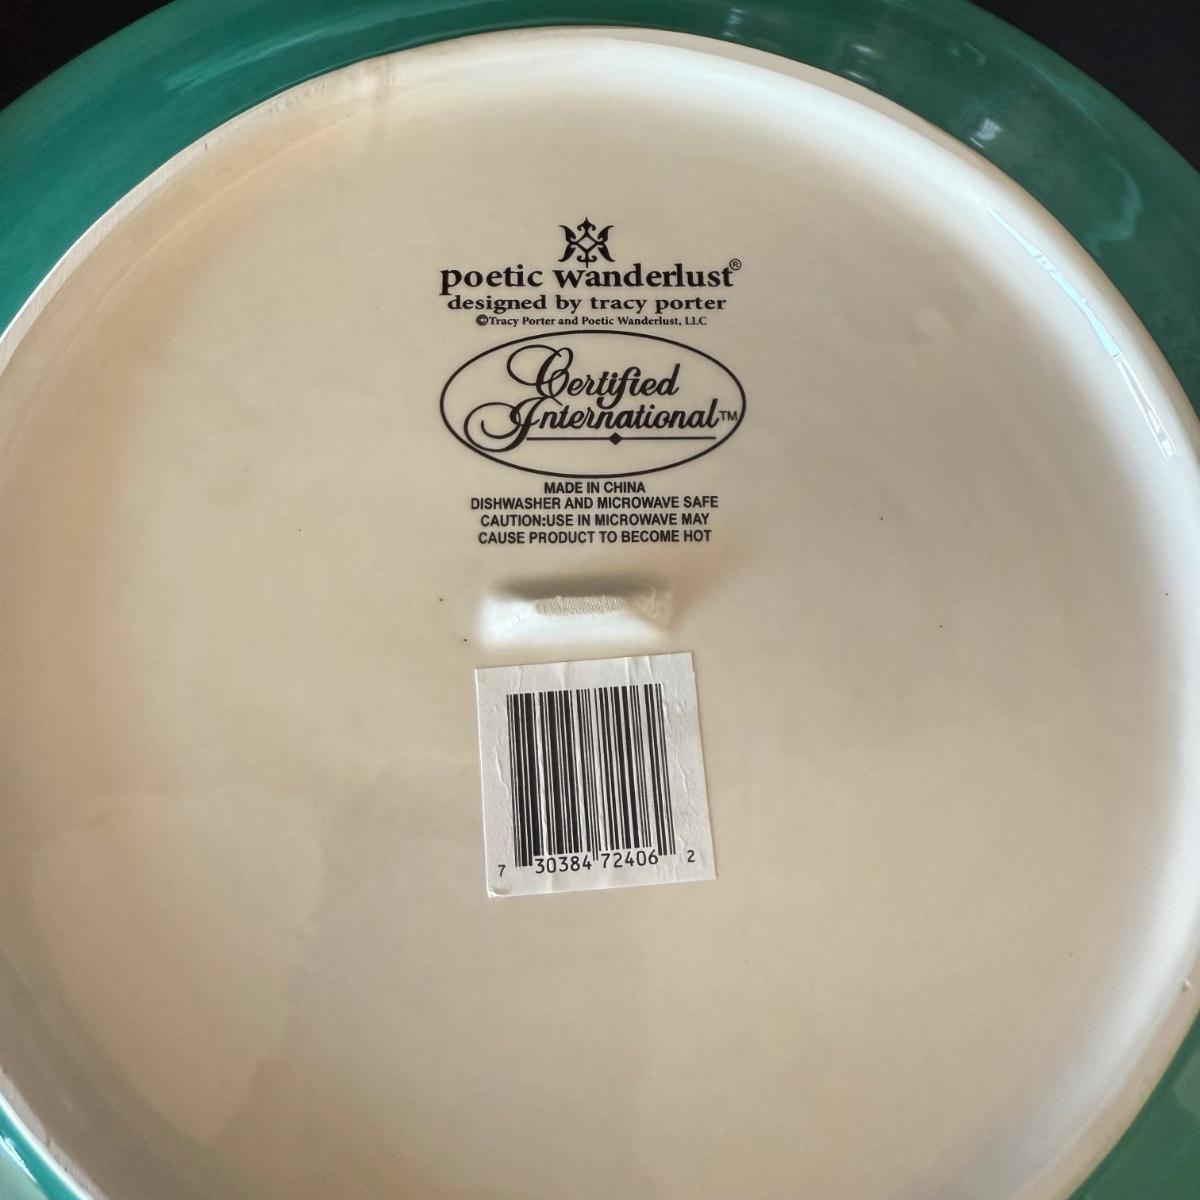 poetic wanderlust®
designed by tracy porter
©Tracy Porter and Poetic Wanderlust, LLC
Certified
International™
MADE IN CHINA
DISHWASHER AND MICROWAVE SAFE
CAUTION:USE IN MICROWAVE MAY
CAUSE PRODUCT TO BECOME HOT
7 30384 72406 2